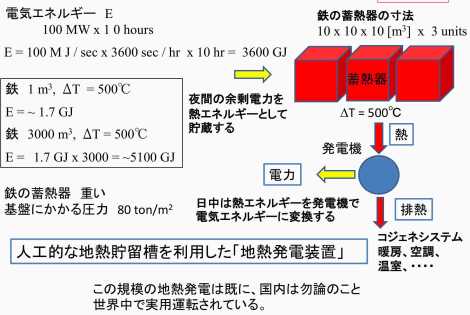 電気エネルギー E
100 MW x 1 0 hours
E = 100 M J / sec x 3600 sec / hr x 10 hr = 3600 GJ
鉄 1 m³, ΔT = 500℃
E = ~ 1.7 GJ
鉄 3000 m³, ΔT = 500℃
E = 1.7 GJ x 3000 = ~5100 GJ
鉄の蓄熱器 重い
基盤にかかる圧力 80 ton/m²
鉄の蓄熱器の寸法
10 x 10 x 10 [m³] x 3 units
蓄熱器
夜間の余剰電力を
熱エネルギーとして
貯蔵する
ΔT = 500℃
熱
発電機
電力
日中は熱エネルギーを発電機で
電気エネルギーに変換する
排熱
コジェネシステム
暖房、空調、
温室、・・・・
人工的な地熱貯留槽を利用した「地熱発電装置」
この規模の地熱発電は既に、国内は勿論のこと
世界中で実用運転されている。